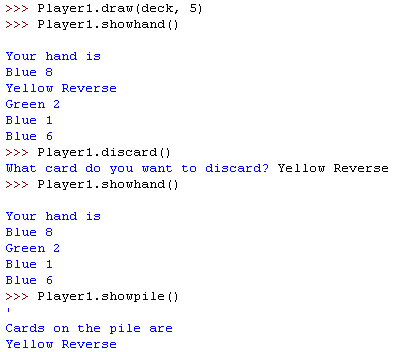 >>> Player1.draw(deck, 5)
>>> Player1.showhand()

Your hand is
Blue 8
Yellow Reverse
Green 2
Blue 1
Blue 6
>>> Player1.discard()
What card do you want to discard? Yellow Reverse
>>> Player1.showhand()

Your hand is
Blue 8
Green 2
Blue 1
Blue 6
>>> Player1.showpile()
'
Cards on the pile are
Yellow Reverse